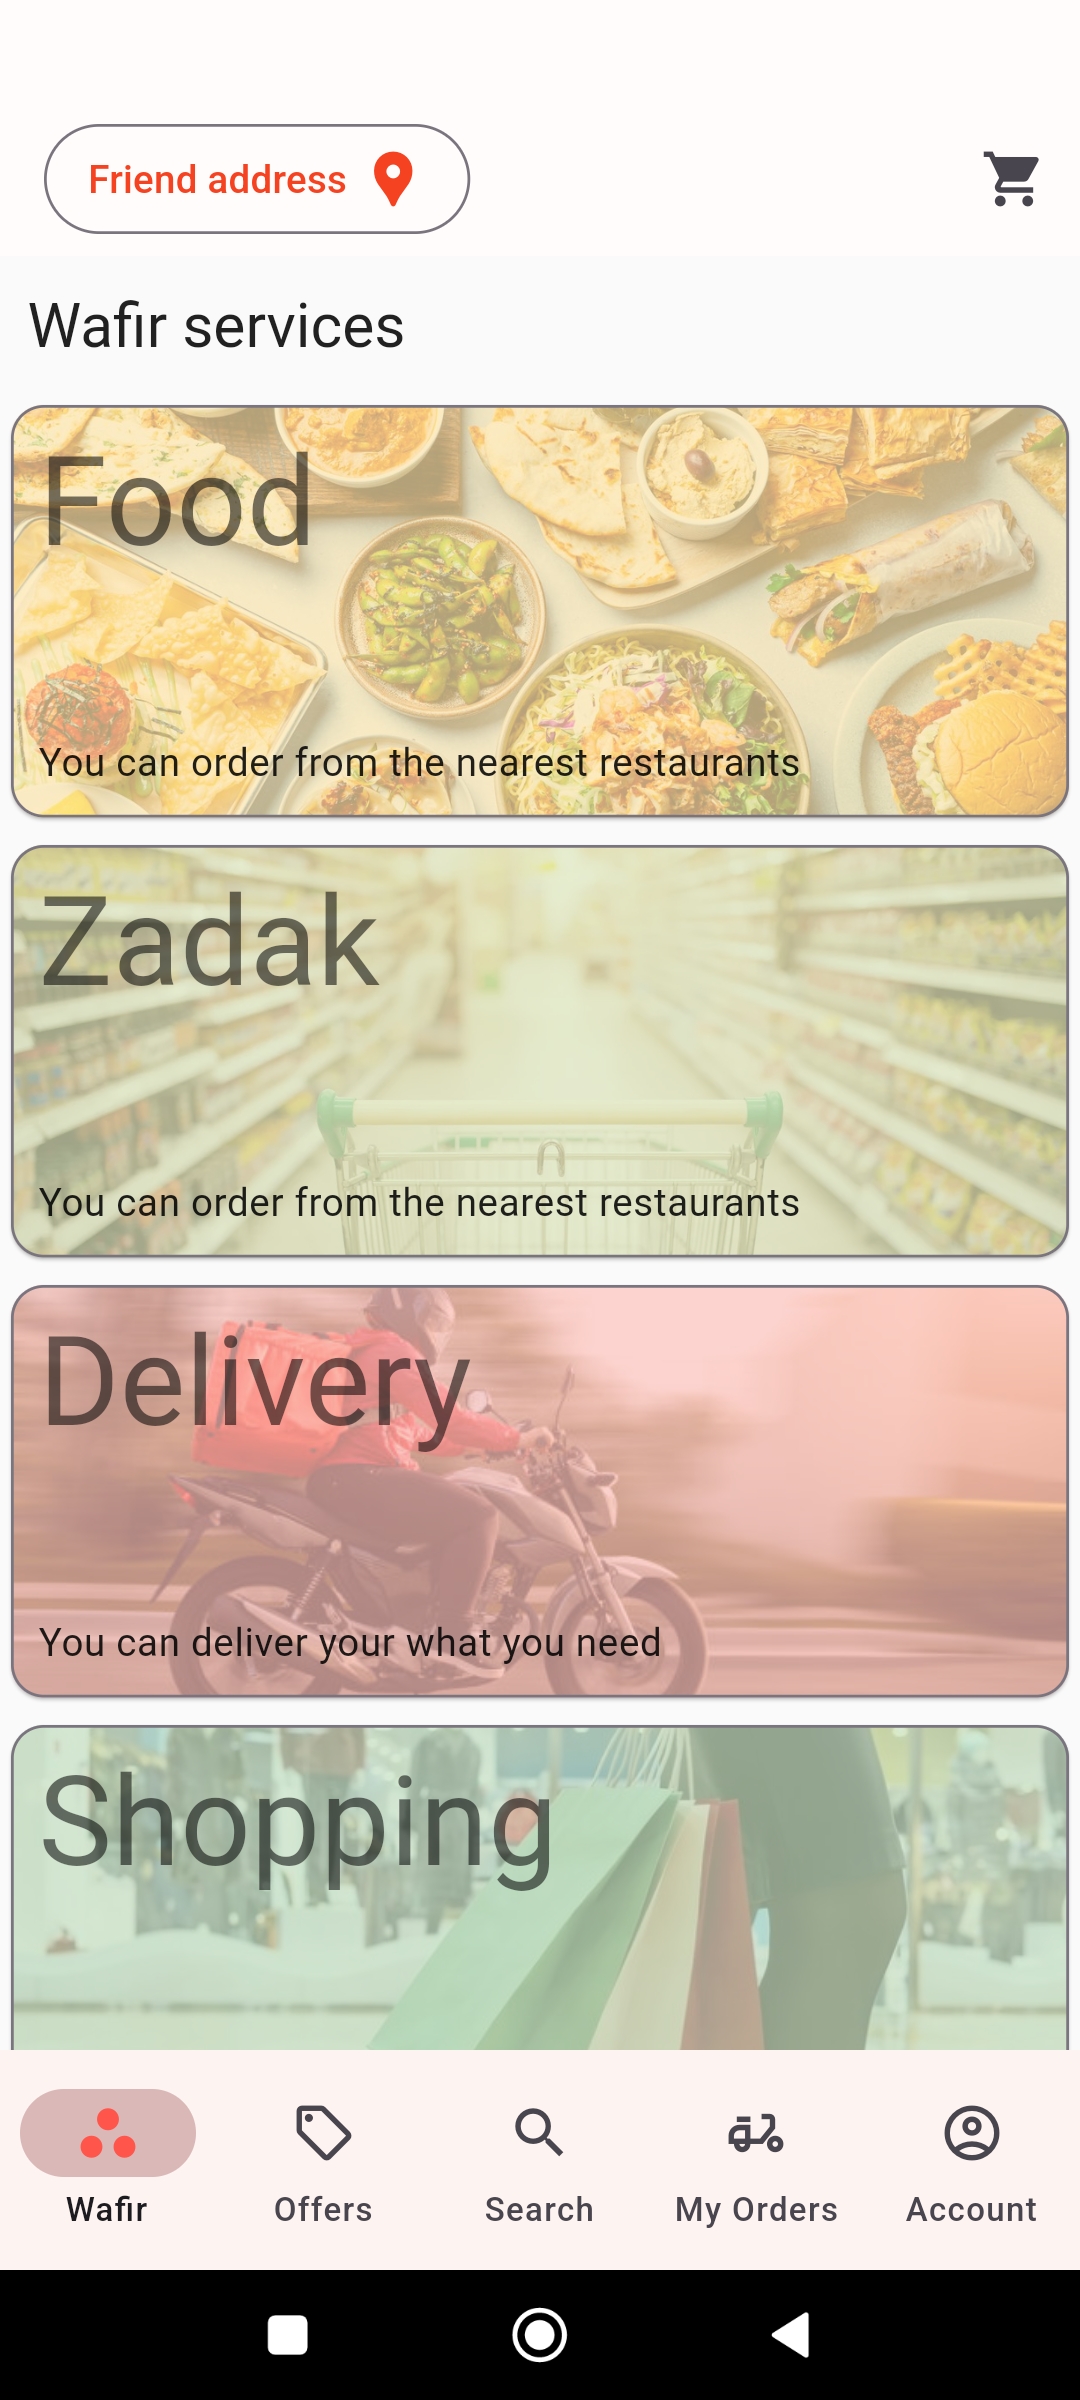 Friend address
Wafir services
Food
You can order from the nearest restaurants
Zadak
You can order from the nearest restaurants
Delivery
You can deliver your what you need
Shopping
Wafir
Offers
Search
My Orders
Account